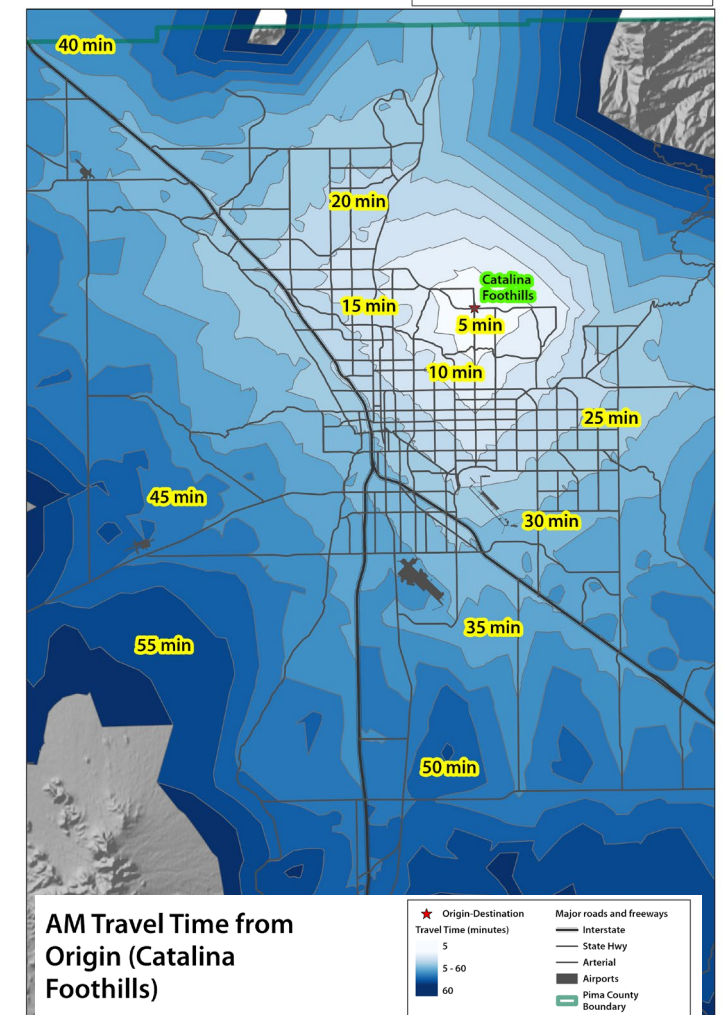 40 min
20 min
Catalina
Foothills
15 min
5 min
10 min
25 min
45 min
30 min
35 min
55 min
50 min
AM Travel Time from
Origin (Catalina
Foothills)
Origin-Destination
Travel Time (minutes)
5
5 - 60
60
Major roads and freeways
Interstate
State Hwy
Arterial
Airports
Pima County
Boundary